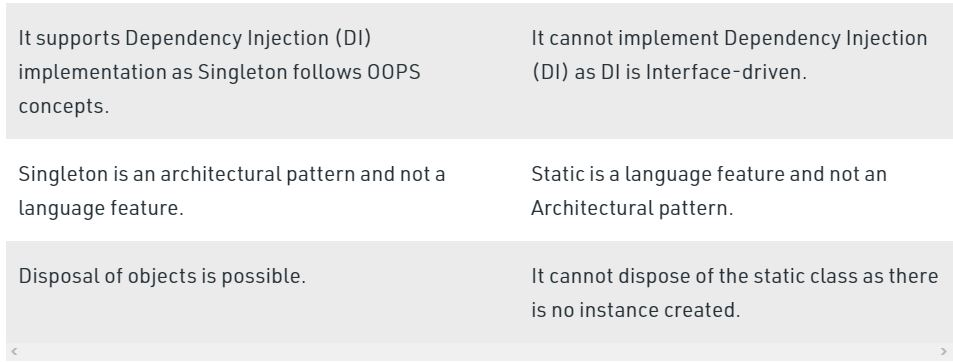 It supports Dependency Injection (DI)
implementation as Singleton follows OOPS
concepts.
It cannot implement Dependency Injection
(DI) as DI is Interface-driven.
Singleton is an architectural pattern and not a
language feature.
Static is a language feature and not an
Architectural pattern.
Disposal of objects is possible.
It cannot dispose of the static class as there
is no instance created.